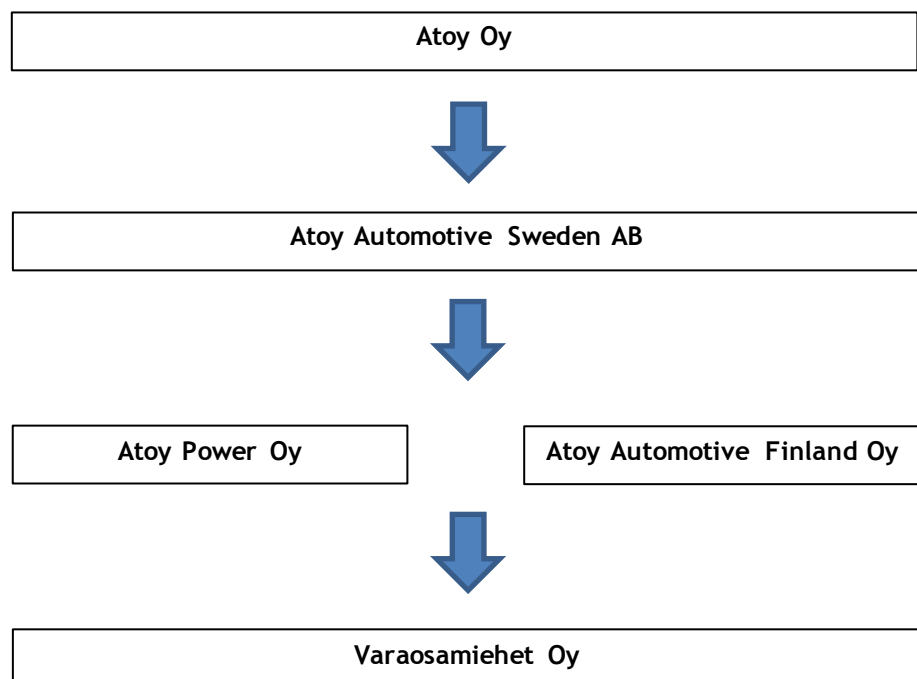 Atoy Oy
Atoy Automotive Sweden AB
Atoy Power Oy
Atoy Automotive Finland Oy
Varaosamiehet Oy